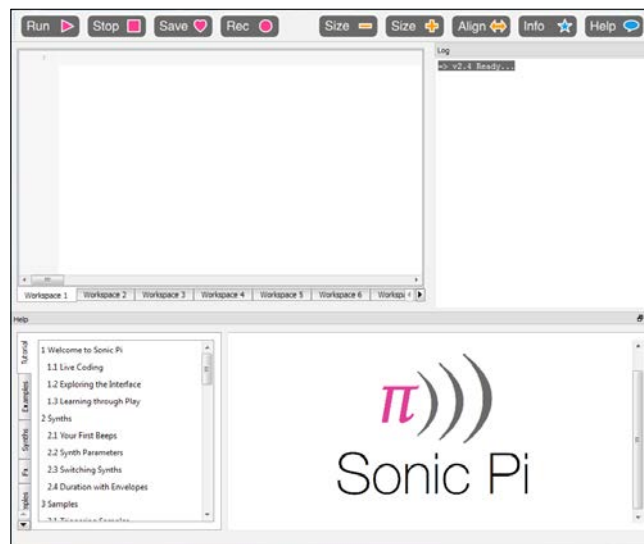 Run Stop Save Rec Size Size Align Info Help
Log
=> v2.4 Ready...
1
Workspace 1 Workspace 2 Workspace 3 Workspace 4 Workspace 5 Workspace 6
Help
Tutorial
Examples
Synths
Fx
1 Welcome to Sonic Pi
1.1 Live Coding
1.2 Exploring the Interface
1.3 Learning through Play
2 Synths
2.1 Your First Beeps
2.2 Synth Parameters
2.3 Switching Synths
2.4 Duration with Envelopes
3 Samples
π)))
Sonic Pi